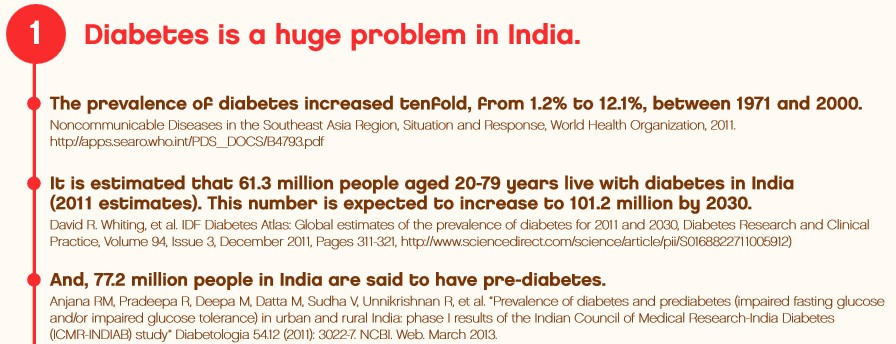 1
Diabetes is a huge problem in India.
The prevalence of diabetes increased tenfold, from 1.2% to 12.1%, between 1971 and 2000.
Noncommunicable Diseases in the Southeast Asia Region, Situation and Response, World Health Organization, 2011.
http://apps.searo.who.int/PDS_DOCS/B4793.pdf
It is estimated that 61.3 million people aged 20-79 years live with diabetes in India
(2011 estimates). This number is expected to increase to 101.2 million by 2030.
David R. Whiting, et al. IDF Diabetes Atlas: Global estimates of the prevalence of diabetes for 2011 and 2030, Diabetes Research and Clinical
Practice, Volume 94, Issue 3, December 2011, Pages 311-321, http://www.sciencedirect.com/science/article/pii/S0168822711005912)
And, 77.2 million people in India are said to have pre-diabetes.
Anjana RM, Pradeepa R, Deepa M, Datta M, Sudha V, Unnikrishnan R, et al. "Prevalence of diabetes and prediabetes (impaired fasting glucose
and/or impaired glucose tolerance) in urban and rural India: phase I results of the Indian Council of Medical Research-India Diabetes
(ICMR-INDIAB) study" Diabetologia 54.12 (2011): 3022-7. NCBI. Web. March 2013.